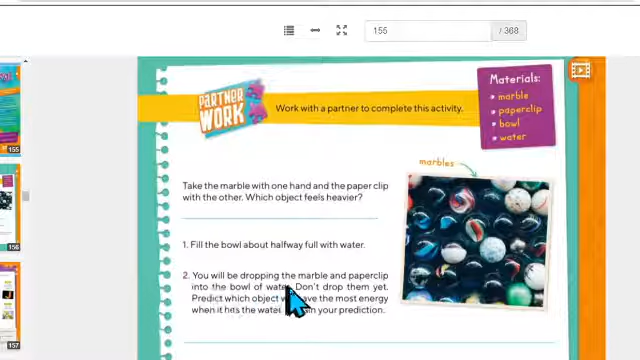 155
/ 368
PARTNER
WORK
Work with a partner to complete this activity.
Materials:
• marble
• paperclip
• bowl
• water
marbles
Take the marble with one hand and the paper clip
with the other. Which object feels heavier?
1. Fill the bowl about halfway full with water.
2. You will be dropping the marble and paperclip
into the bowl of water. Don't drop them yet.
Predict which object will have the most energy
when it hits the water. your prediction.
155
156
157